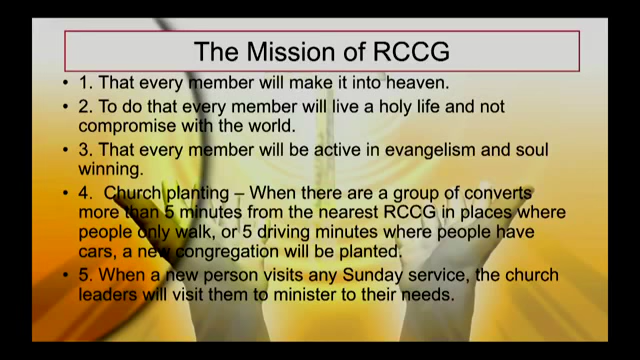 The Mission of RCCG
• 1. That every member will make it into heaven.
• 2. To do that every member will live a holy life and not
compromise with the world.
• 3. That every member will be active in evangelism and soul
winning.
• 4. Church planting – When there are a group of converts
more than 5 minutes from the nearest RCCG in places where
people only walk, or 5 driving minutes where people have
cars, a new congregation will be planted.
• 5. When a new person visits any Sunday service, the church
leaders will visit them to minister to their needs.